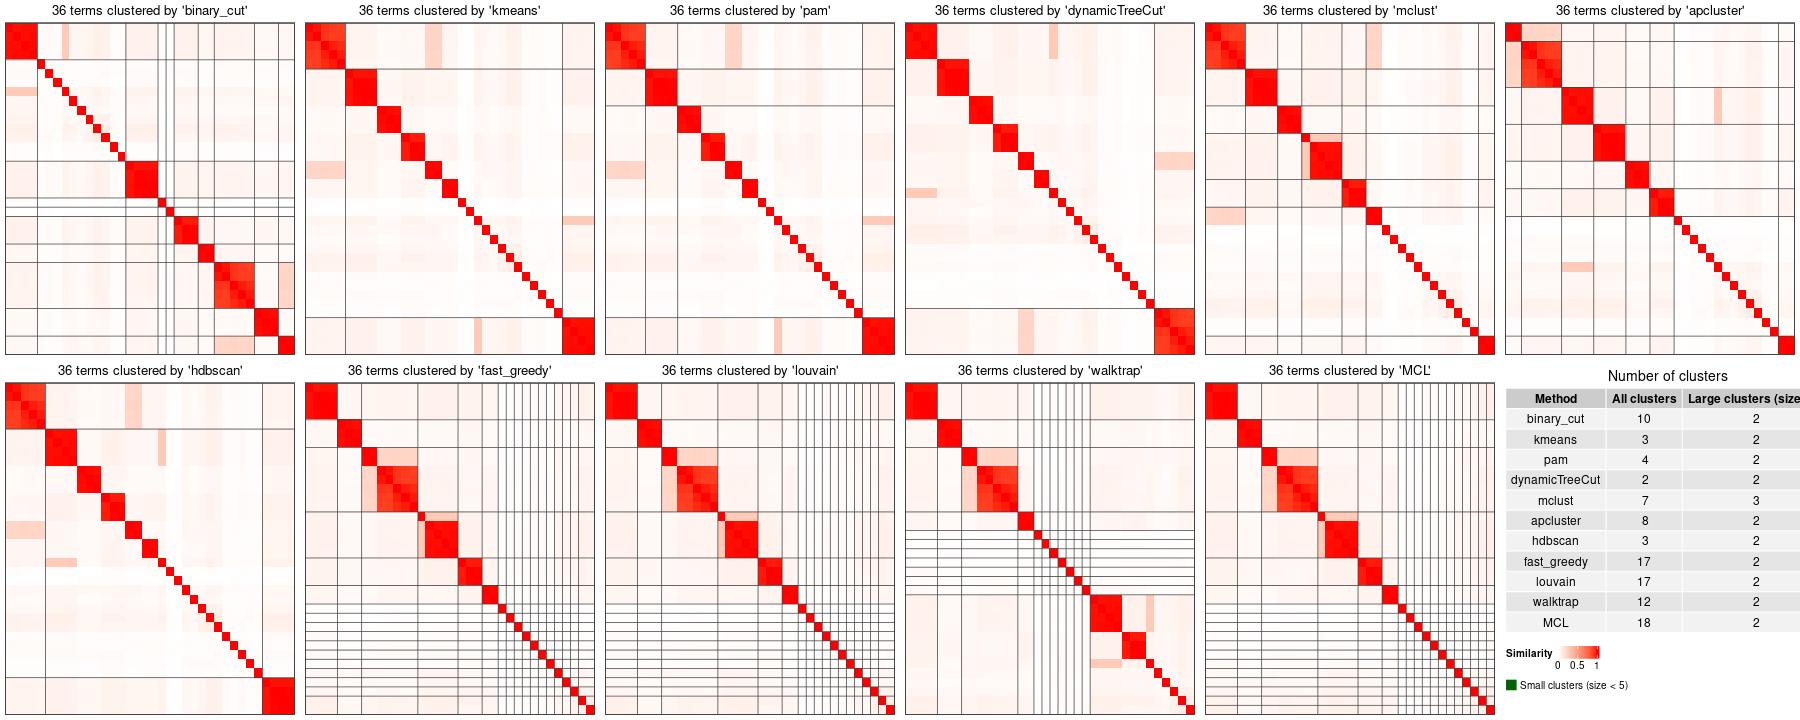 36 terms clustered by 'binary_cut'
36 terms clustered by 'kmeans'
36 terms clustered by 'pam'
36 terms clustered by 'dynamicTreeCut'
36 terms clustered by 'mclust'
36 terms clustered by 'apcluster'
36 terms clustered by 'hdbscan'
36 terms clustered by 'fast_greedy'
36 terms clustered by 'louvain'
36 terms clustered by 'walktrap'
36 terms clustered by 'MCL'
Number of clusters
Method All clusters Large clusters (size
binary_cut 10 2
kmeans 3 2
pam 4 2
dynamicTreeCut 2 2
mclust 7 3
apcluster 8 2
hdbscan 3 2
fast_greedy 17 2
louvain 17 2
walktrap 12 2
MCL 18 2
Similarity
0 0.5 1
Small clusters (size < 5)